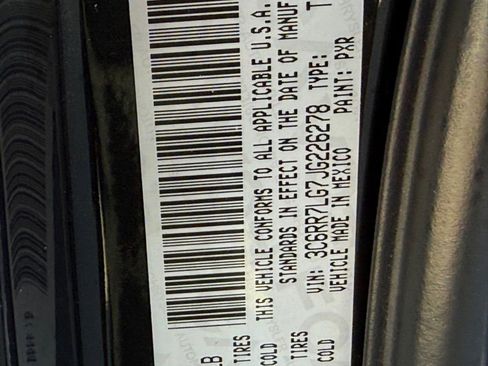 LB
TIRES
COLD
TIRES
COLD
THIS VEHICLE CONFORMS TO ALL APPLICABLE U.S.A.
STANDARDS IN EFFECT ON THE DATE OF MANUF
VIN: 3C6RR7LG7JG226278 TYPE: T
VEHICLE MADE IN MEXICO PAINT: PXR